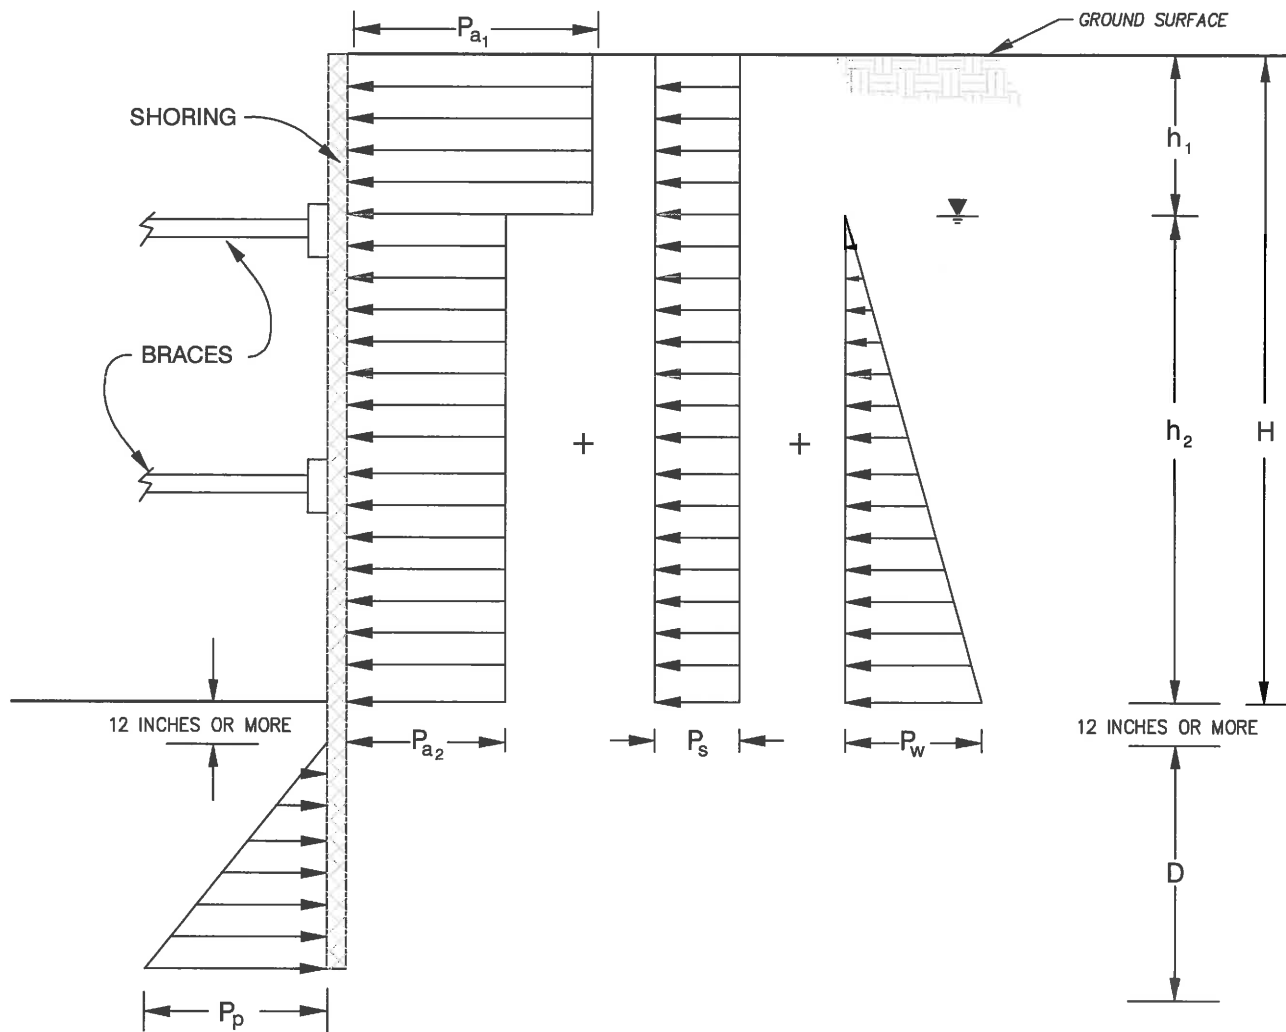 Pa1
GROUND SURFACE
SHORING
h1
BRACES
+
+
h2
H
12 INCHES OR MORE
Pa2
Ps
Pw
12 INCHES OR MORE
D
Pp